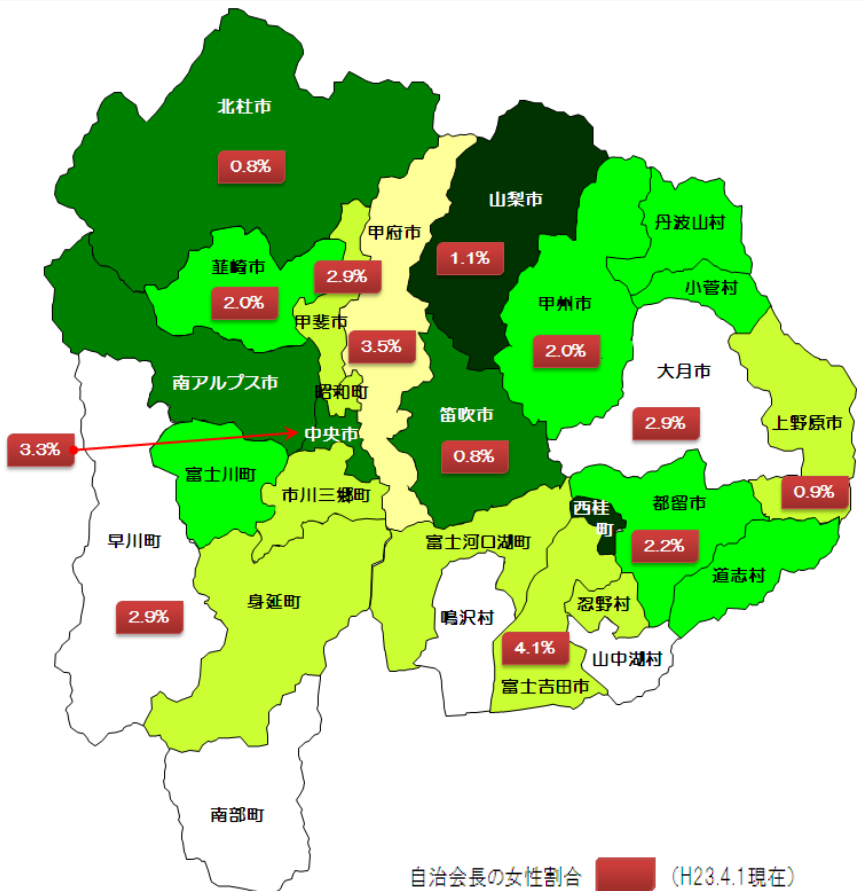 北杜市
0.8%
山梨市
1.1%
甲府市
丹波山村
韮崎市
2.0%
2.9%
小菅村
甲州市
2.0%
甲斐市
3.5%
大月市
2.9%
南アルプス市
昭和町
笛吹市
0.8%
上野原市
0.9%
3.3%
中央市
富士川町
市川三郷町
西桂
町
都留市
2.2%
早川町
2.9%
富士河口湖町
道志村
身延町
鳴沢村
忍野村
4.1%
山中湖村
富士吉田市
南部町
自治会長の女性割合 (H23.4.1現在)